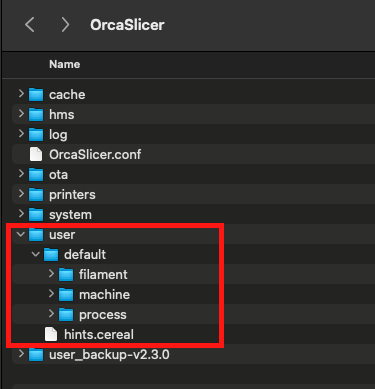 OrcaSlicer
Name
cache
hms
log
OrcaSlicer.conf
ota
printers
system
user
default
filament
machine
process
hints.cereal
user_backup-v2.3.0